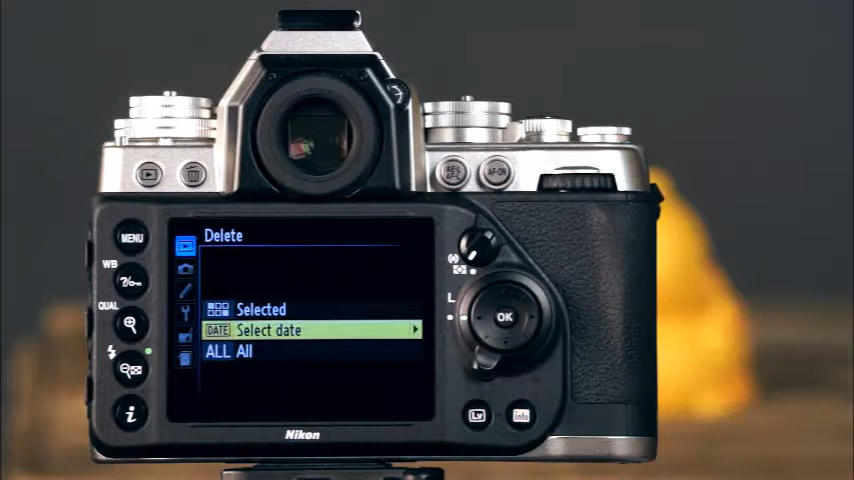 AE-L
AF-L
AF-ON
MENU
WB
?/
QUAL
i
Delete
Selected
DATE Select date
ALL All
L
OK
Lv
info
Nikon